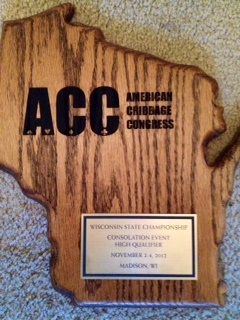 ACC
AMERICAN
CRIBBAGE
CONGRESS
WISCONSIN STATE CHAMPIONSHIP
CONSOLATION EVENT
HIGH QUALIFIER
NOVEMBER 2-4, 2012
MADISON, WI